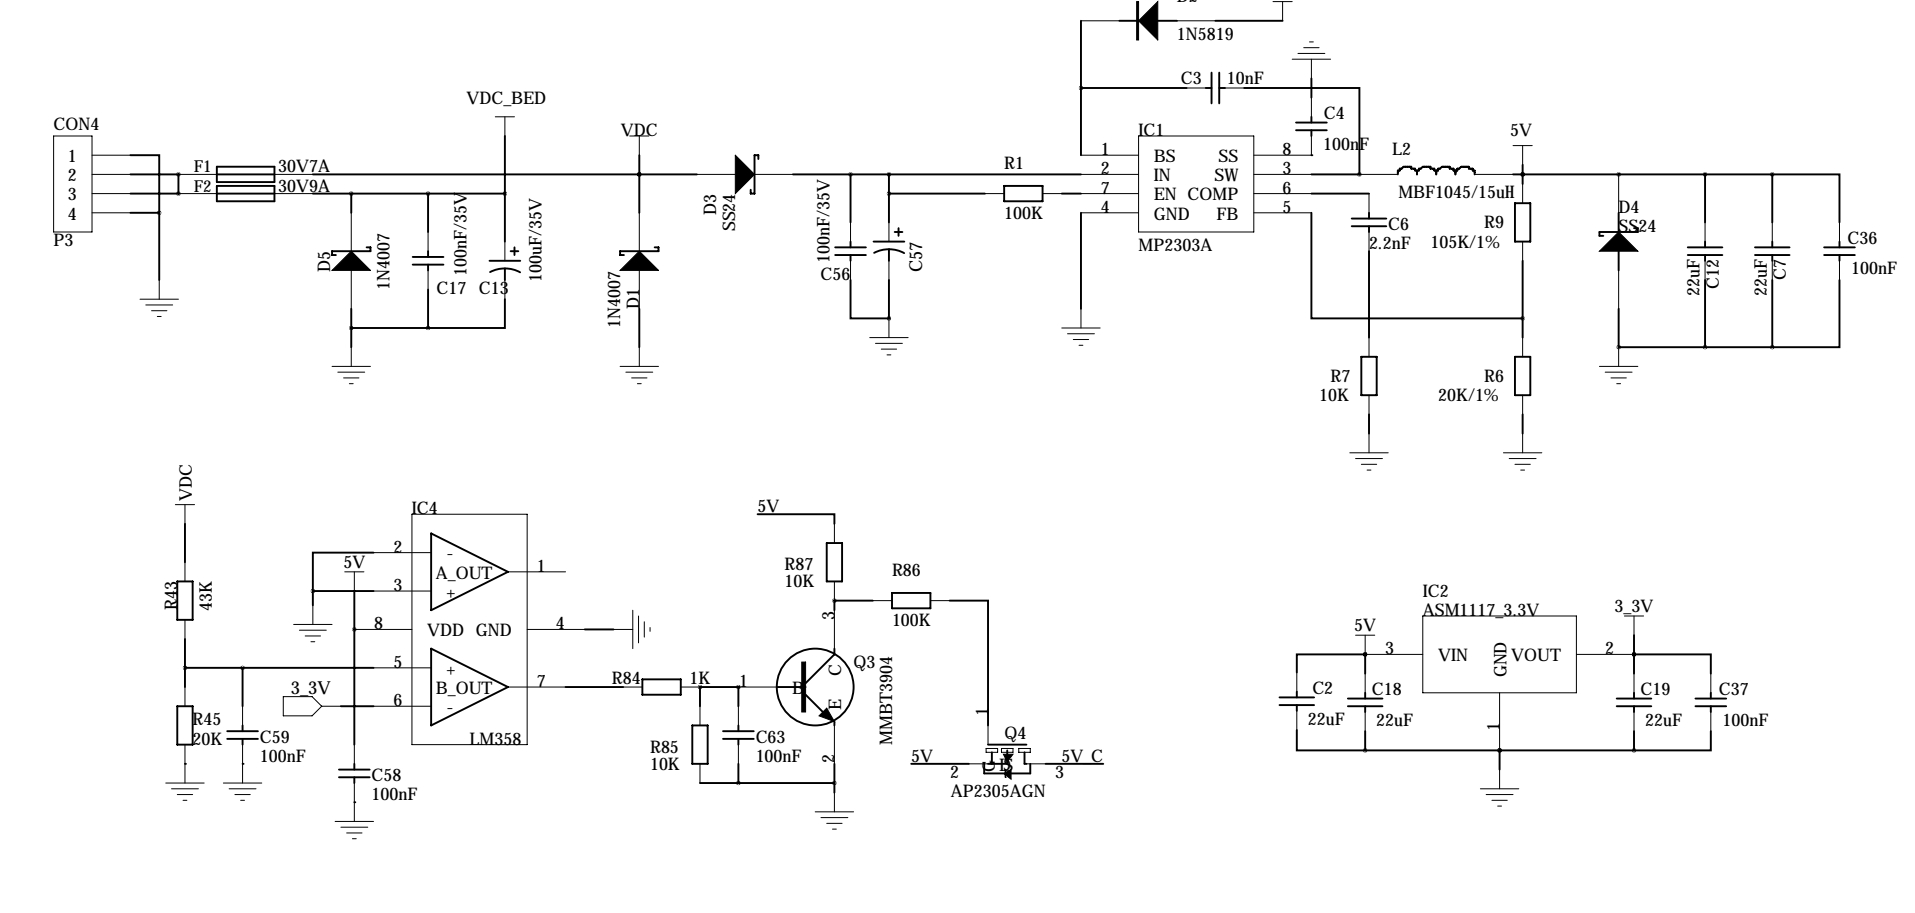 1N5819
C3 10nF
C4
100nF
VDC_BED
CON4
1
2
3
4
P3
F1 30V7A
F2 30V9A
D5
1N4007
100nF/35V
C17
C13
100uF/35V
VDC
1N4007
D1
D3
SS24
100nF/35V
C56
C57
R1
100K
IC1
1 BS SS 8
2 IN SW 3
7 EN COMP 6
4 GND FB 5
MP2303A
L2
MBF1045/15uH
5V
C6
2.2nF
R9
105K/1%
R7
10K
R6
20K/1%
D4
SS24
22uF
C12
22uF
C7
C36
100nF
VDC
R43
43K
R45
20K
C59
100nF
3_3V
5V
C58
100nF
IC4
2 - A_OUT 1
3 +
8 VDD GND 4
5 +
B_OUT 7
6 -
LM358
R84 1K
R85
10K
C63
100nF
5V
R87
10K
R86
100K
3
1 B
C
E
2
Q3
MMBT3904
1
Q4
5V 5V_C
2 3
AP2305AGN
IC2
ASM1117_3.3V
5V
3 VIN GND VOUT 2
1
3_3V
C2
22uF
C18
22uF
C19
22uF
C37
100nF